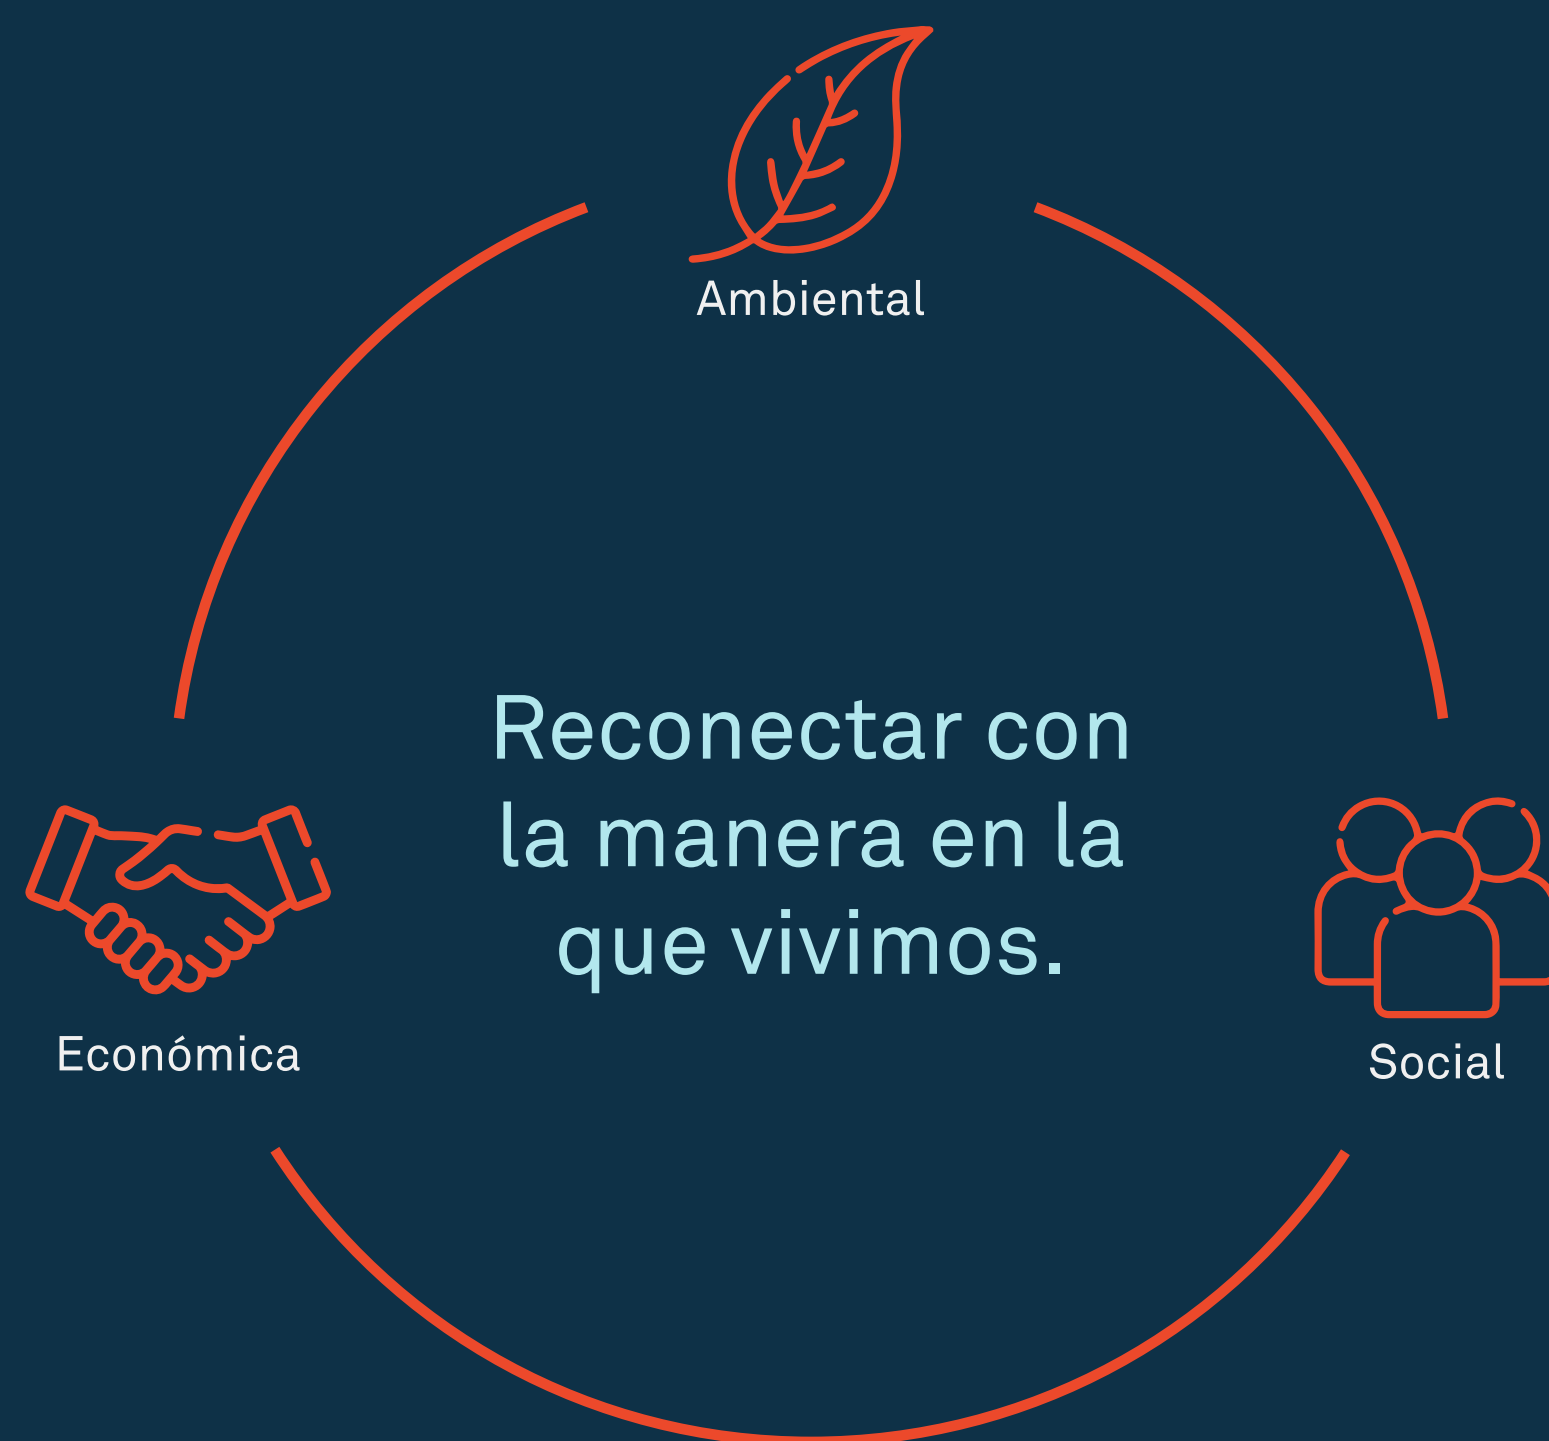 Ambiental
Reconectar con
la manera en la
que vivimos.
Económica
Social